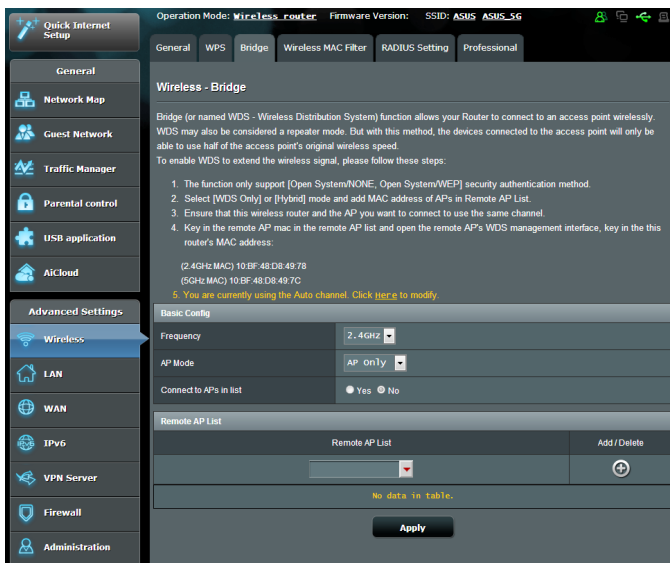 Quick Internet
Setup
General
Network Map
Guest Network
Traffic Manager
Parental control
USB application
AiCloud
Advanced Settings
Wireless
LAN
WAN
IPv6
VPN Server
Firewall
Administration
Operation Mode: Wireless router Firmware Version: SSID: ASUS ASUS_5G
General WPS Bridge Wireless MAC Filter RADIUS Setting Professional
Wireless - Bridge
Bridge (or named WDS - Wireless Distribution System) function allows your Router to connect to an access point wirelessly.
WDS may also be considered a repeater mode. But with this method, the devices connected to the access point will only be
able to use half of the access point's original wireless speed.
To enable WDS to extend the wireless signal, please follow these steps:
1. The function only support [Open System/NONE, Open System/WEP] security authentication method.
2. Select [WDS Only] or [Hybrid] mode and add MAC address of APs in Remote AP List.
3. Ensure that this wireless router and the AP you want to connect to use the same channel.
4. Key in the remote AP mac in the remote AP list and open the remote AP's WDS management interface, key in the this
router's MAC address:
(2.4GHz MAC) 10:BF:48:D8:49:78
(5GHz MAC) 10:BF:48:D8:49:7C
5. You are currently using the Auto channel. Click Here to modify.
Basic Config
Frequency 2.4GHz
AP Mode AP Only
Connect to APs in list Yes No
Remote AP List
Remote AP List Add / Delete
No data in table.
Apply